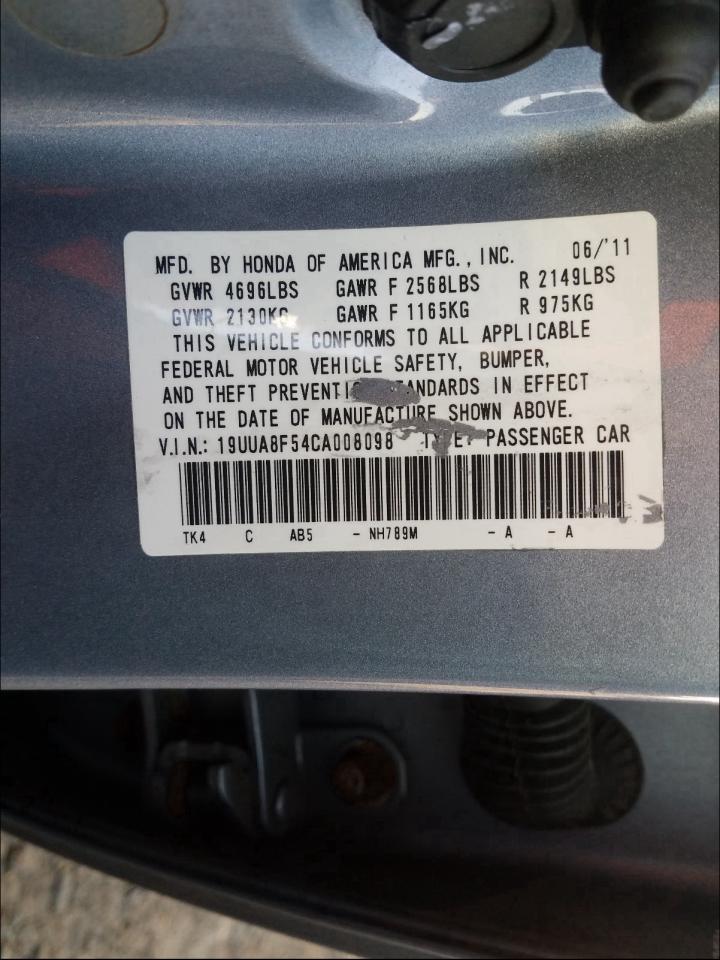 MFD. BY HONDA OF AMERICA MFG., INC. 06/'11
GVWR 4696LBS GAWR F 2568LBS R 2149LBS
GVWR 2130KG GAWR F 1165KG R 975KG
THIS VEHICLE CONFORMS TO ALL APPLICABLE
FEDERAL MOTOR VEHICLE SAFETY, BUMPER,
AND THEFT PREVENTION STANDARDS IN EFFECT
ON THE DATE OF MANUFACTURE SHOWN ABOVE.
V.I.N.: 19UUA8F54CA008098 TYPE: PASSENGER CAR
TK4 C AB5 - NH789M - A - A